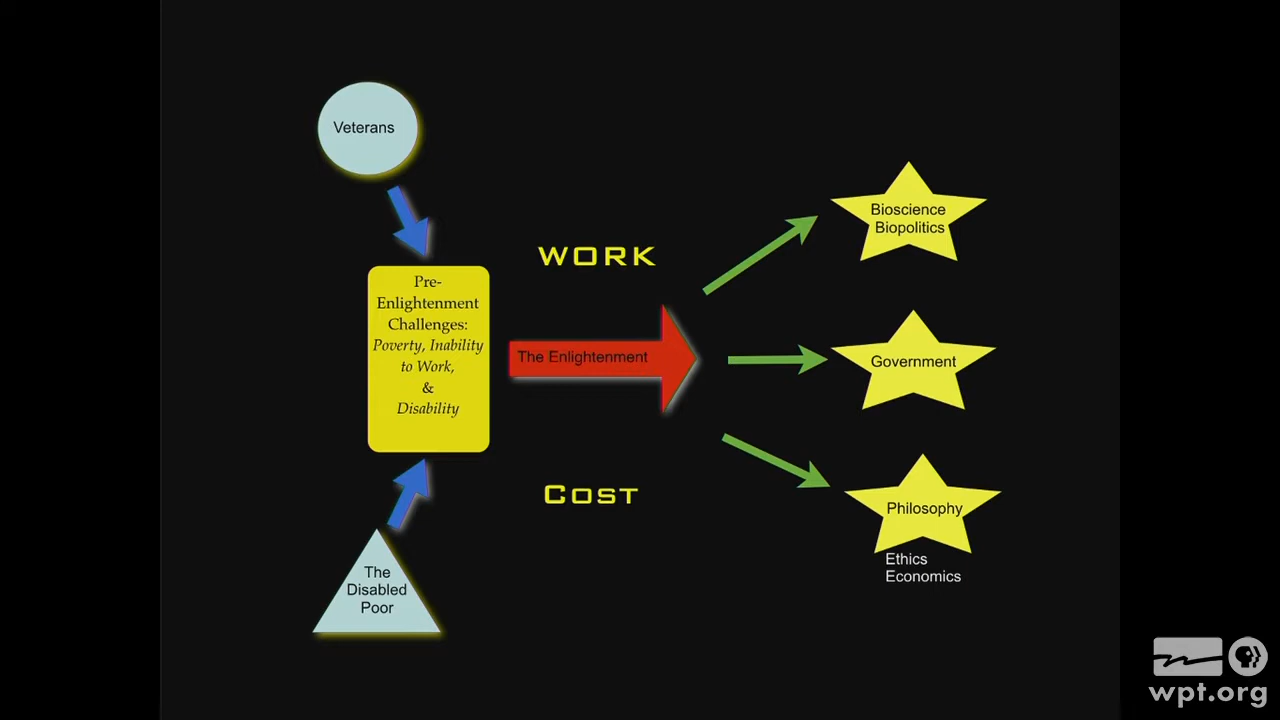 Veterans
Pre-
Enlightenment
Challenges:
Poverty, Inability
to Work,
&
Disability
The
Disabled
Poor
WORK
The Enlightenment
COST
Bioscience
Biopolitics
Government
Philosophy
Ethics
Economics
wpt.org